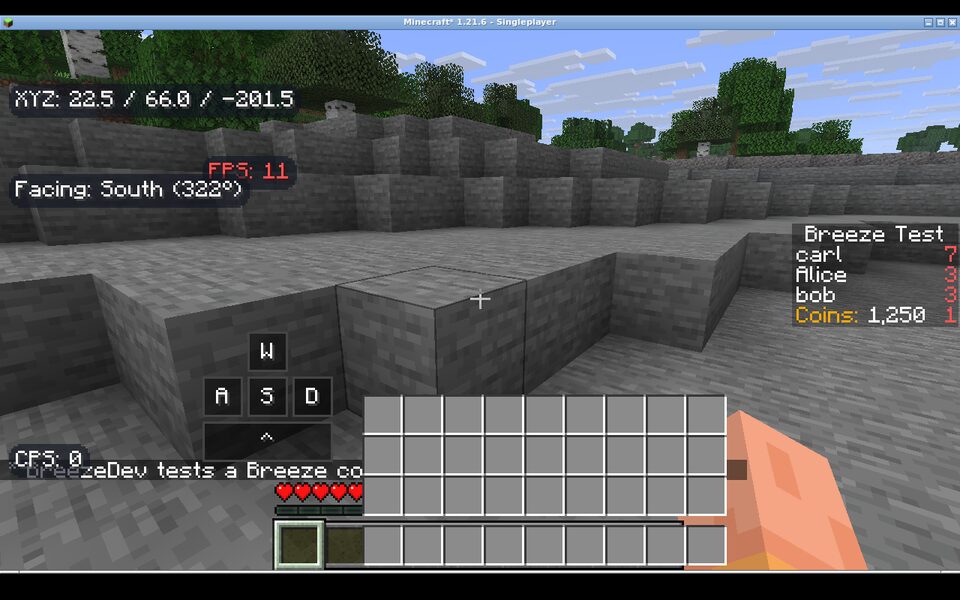 Minecraft* 1.21.6 - Singleplayer
XYZ: 22.5 / 66.0 / -201.5
FPS: 11
Facing: South (322º)
Breeze Test
carl 7
Alice 3
bob 3
Coins: 1,250 1
W
A S D
^
CPS: 0
BreezeDev tests a Breeze co